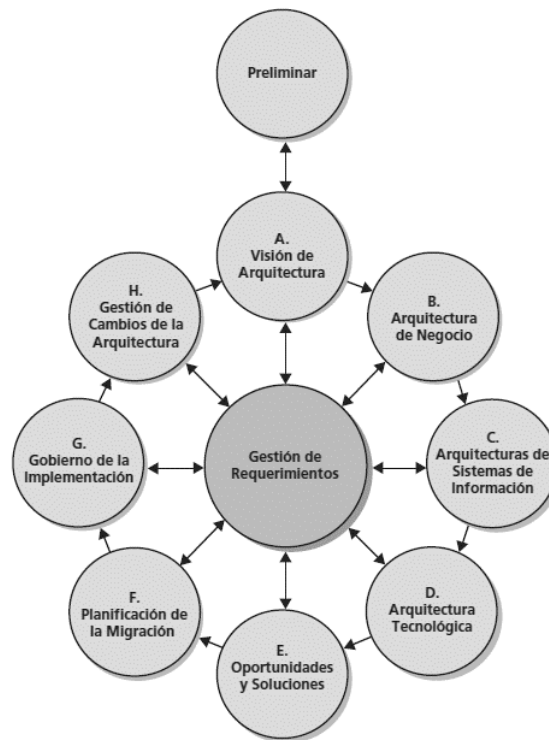 Preliminar
A.
Visión de
Arquitectura
B.
Arquitectura
de Negocio
C.
Arquitecturas de
Sistemas de
Información
D.
Arquitectura
Tecnológica
E.
Oportunidades
y Soluciones
F.
Planificación de
la Migración
G.
Gobierno de la
Implementación
H.
Gestión de
Cambios de la
Arquitectura
Gestión de
Requerimientos